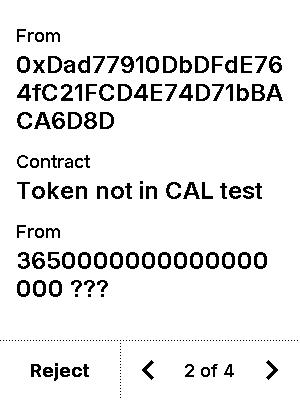 From
0xDad77910DbDFdE76
4fC21FCD4E74D71bBA
CA6D8D
Contract
Token not in CAL test
From
3650000000000000
000 ???
Reject
2 of 4